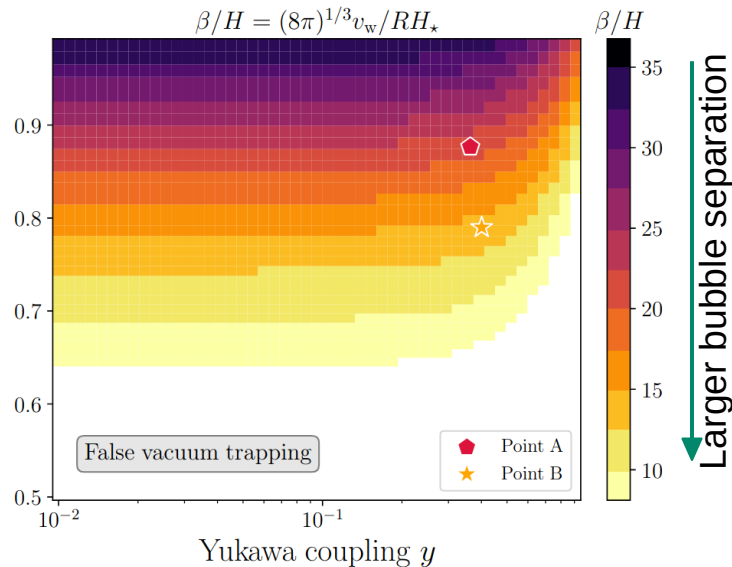 β/H = (8π)^{1/3}v_w/RH_⋆
β/H
0.9
0.8
0.7
0.6
0.5
10^{-2}
10^{-1}
Yukawa coupling y
False vacuum trapping
Point A
Point B
35
30
25
20
15
10
Larger bubble separation